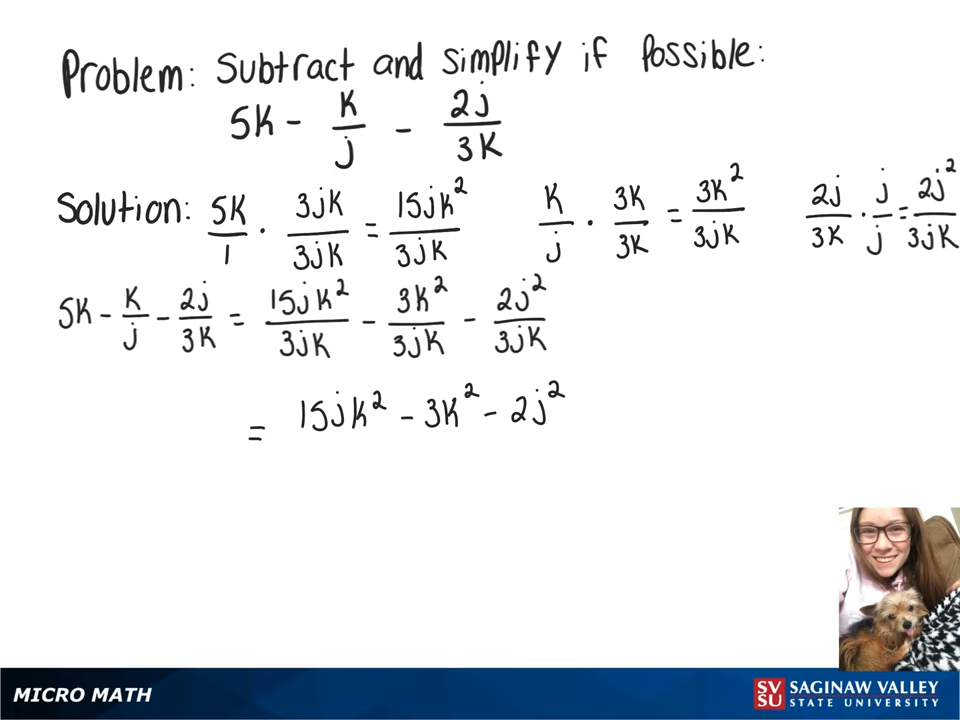 Problem: Subtract and simplify if possible:
5k - k/j - 2j/3k
Solution: 5k/1 · 3jk/3jk = 15jk²/3jk k/j · 3k/3k = 3k²/3jk 2j/3k · j/j = 2j²/3jk
5k - k/j - 2j/3k = 15jk²/3jk - 3k²/3jk - 2j²/3jk
= 15jk² - 3k² - 2j²
MICRO MATH
SV SU SAGINAW VALLEY
STATE UNIVERSITY